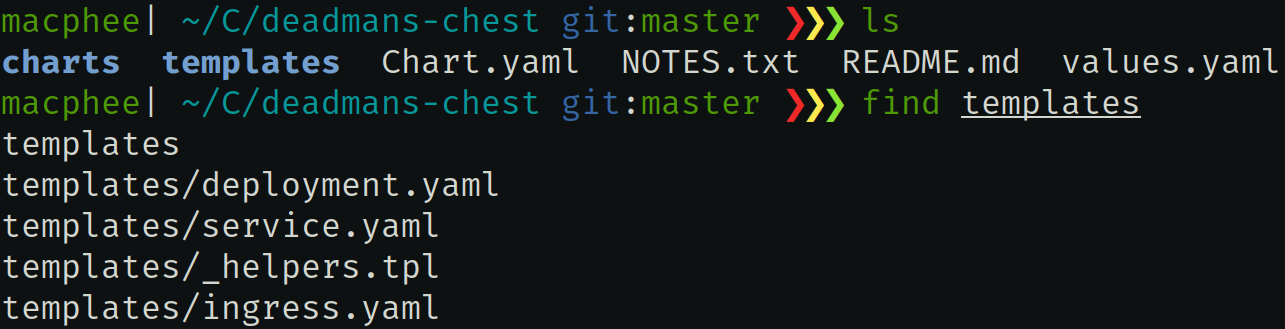 macphee| ~/C/deadmans-chest git:master ❯❯❯ ls
charts  templates  Chart.yaml  NOTES.txt  README.md  values.yaml
macphee| ~/C/deadmans-chest git:master ❯❯❯ find templates
templates
templates/deployment.yaml
templates/service.yaml
templates/_helpers.tpl
templates/ingress.yaml